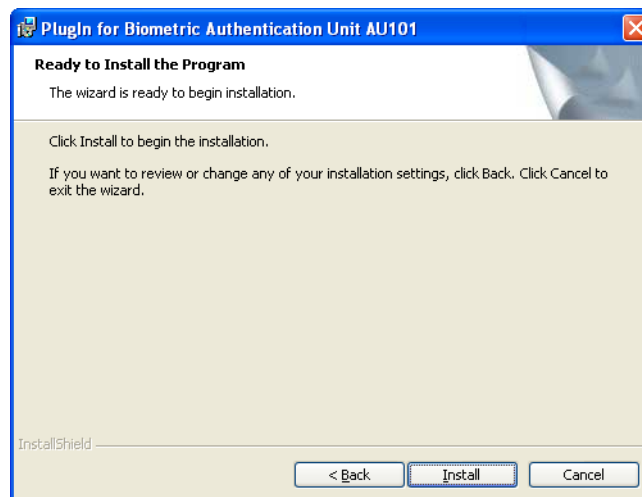 PlugIn for Biometric Authentication Unit AU101
Ready to Install the Program
The wizard is ready to begin installation.
Click Install to begin the installation.
If you want to review or change any of your installation settings, click Back. Click Cancel to
exit the wizard.
InstallShield
< Back
Install
Cancel